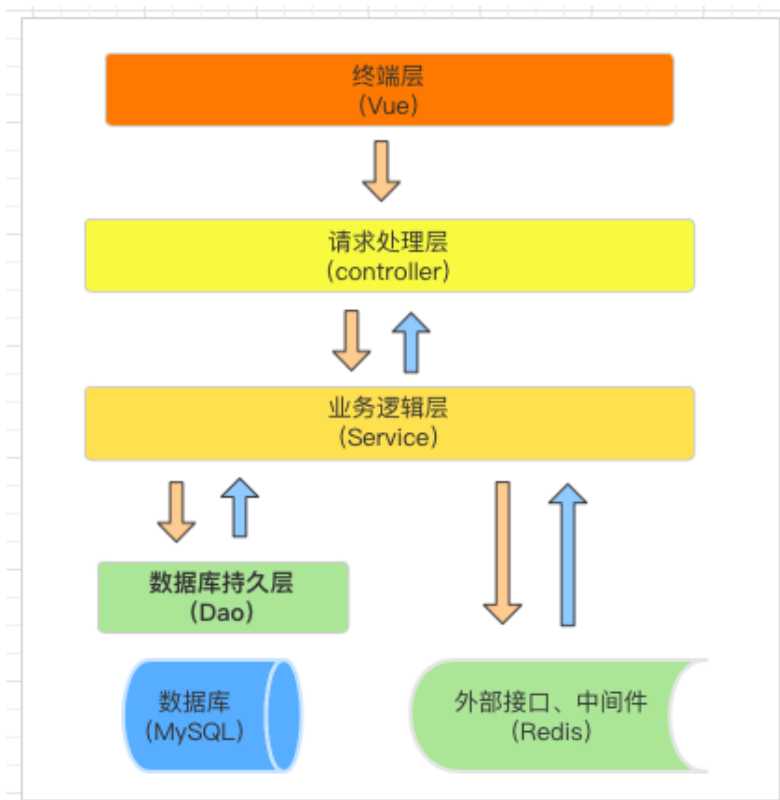 终端层
（Vue）
请求处理层
（controller）
业务逻辑层
（Service）
数据库持久层
（Dao）
数据库
（MySQL）
外部接口、中间件
（Redis）